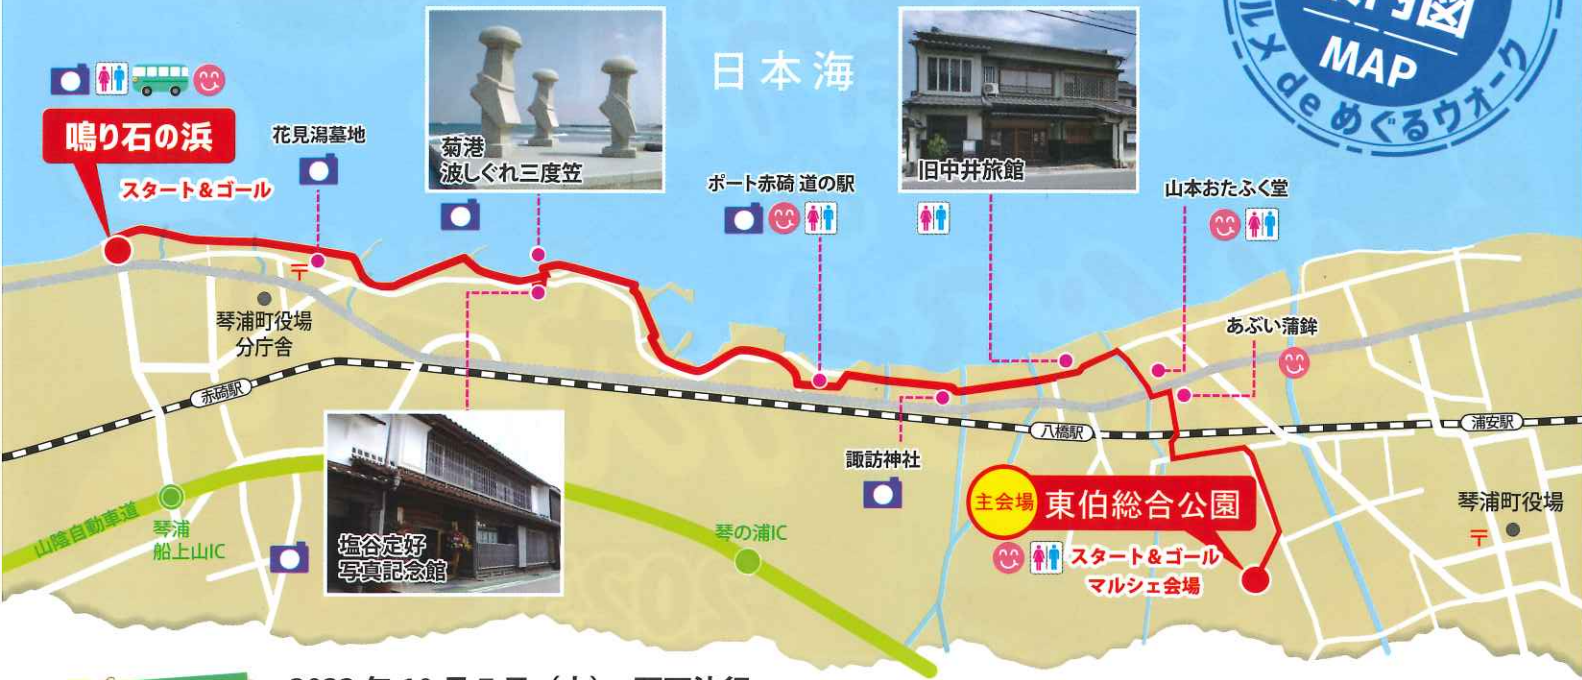 日本海
MAP
ルメ de めぐるウォーク
鳴り石の浜
スタート＆ゴール
花見潟墓地
菊港
波しぐれ三度笠
ポート赤碕 道の駅
旧中井旅館
山本おたふく堂
あぶい蒲鉾
琴浦町役場
分庁舎
赤碕駅
八橋駅
浦安駅
諏訪神社
主会場
東伯総合公園
スタート＆ゴール
マルシェ会場
琴浦町役場
山陰自動車道
琴浦
船上山IC
塩谷定好
写真記念館
琴の浦IC